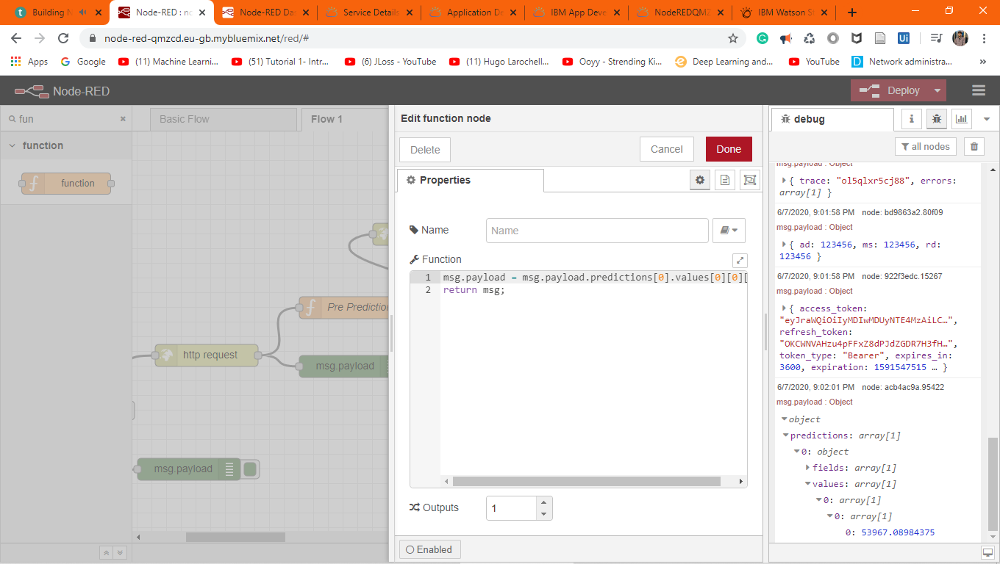 Building N
Node-RED : no
Node-RED Da
Service Details
Application De
IBM App Deve
NodeREDQMZ
IBM Watson St
node-red-qmzcd.eu-gb.mybluemix.net/red/#
Apps
Google
(11) Machine Learni...
(51) Tutorial 1- Intr...
(6) JLoss - YouTube
(11) Hugo Larochell...
Ooyy - Strending Ki...
Deep Learning and...
YouTube
Network administra...
»
Node-RED
Deploy
fun
Basic Flow
Flow 1
Edit function node
debug
function
Delete
Cancel
Done
all nodes
function
Properties
msg.payload : Object
{ trace: "ol5qlxr5cj88", errors:
array[1] }
6/7/2020, 9:01:58 PM node: bd9863a2.80f09
msg.payload : Object
{ ad: 123456, ms: 123456, rd:
123456 }
Name
Name
Function
1 msg.payload = msg.payload.predictions[0].values[0][0][
2 return msg;
6/7/2020, 9:01:58 PM node: 922f3edc.15267
msg.payload : Object
{ access_token:
"eyJraWQiOiIyMDIwMDUyNTE4MzAiLC…",
refresh_token:
"OKCWNVAHzu4pFFxZ8dPJdZGDR7H3fH…",
token_type: "Bearer", expires_in:
3600, expiration: 1591547515 … }
Pre Prediction
http request
msg.payload
6/7/2020, 9:02:01 PM node: acb4ac9a.95422
msg.payload : Object
object
predictions: array[1]
0: object
fields: array[1]
values: array[1]
0: array[1]
0: array[1]
0: 53967.08984375
msg.payload
Outputs
1
Enabled